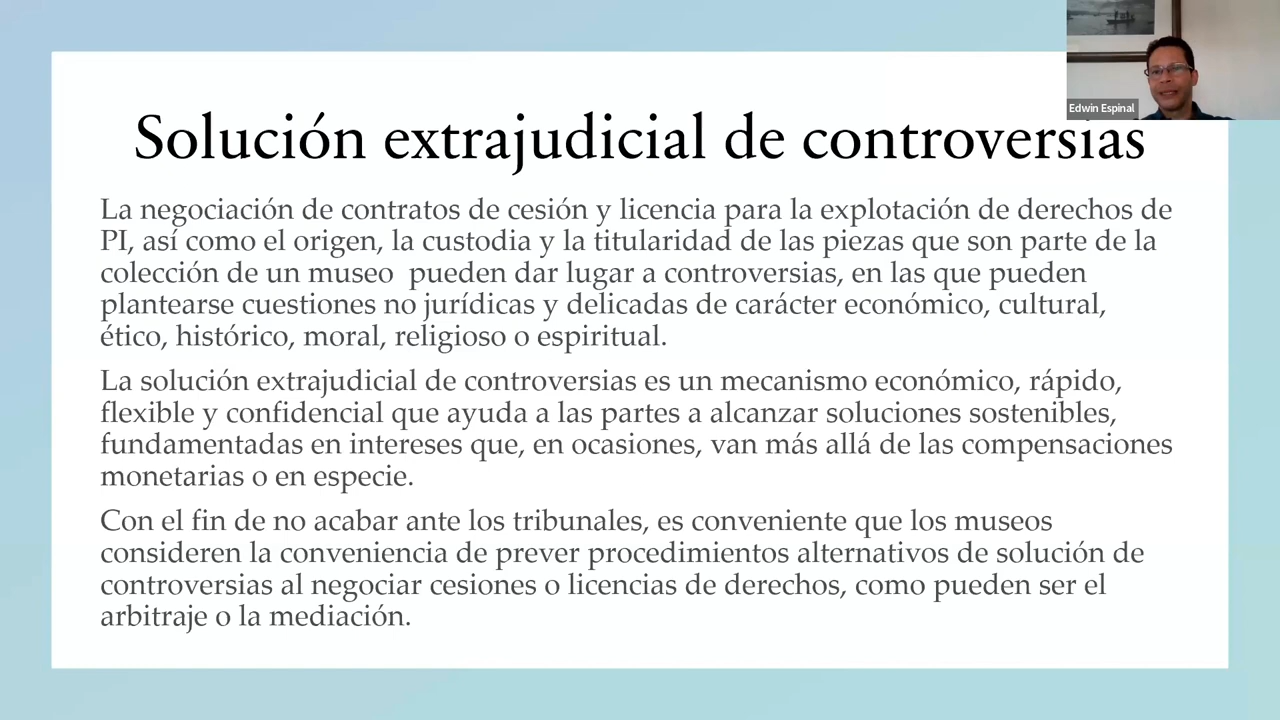 Edwin Espinal
Solución extrajudicial de controversias
La negociación de contratos de cesión y licencia para la explotación de derechos de
PI, así como el origen, la custodia y la titularidad de las piezas que son parte de la
colección de un museo  pueden dar lugar a controversias, en las que pueden
plantearse cuestiones no jurídicas y delicadas de carácter económico, cultural,
ético, histórico, moral, religioso o espiritual.
La solución extrajudicial de controversias es un mecanismo económico, rápido,
flexible y confidencial que ayuda a las partes a alcanzar soluciones sostenibles,
fundamentadas en intereses que, en ocasiones, van más allá de las compensaciones
monetarias o en especie.
Con el fin de no acabar ante los tribunales, es conveniente que los museos
consideren la conveniencia de prever procedimientos alternativos de solución de
controversias al negociar cesiones o licencias de derechos, como pueden ser el
arbitraje o la mediación.